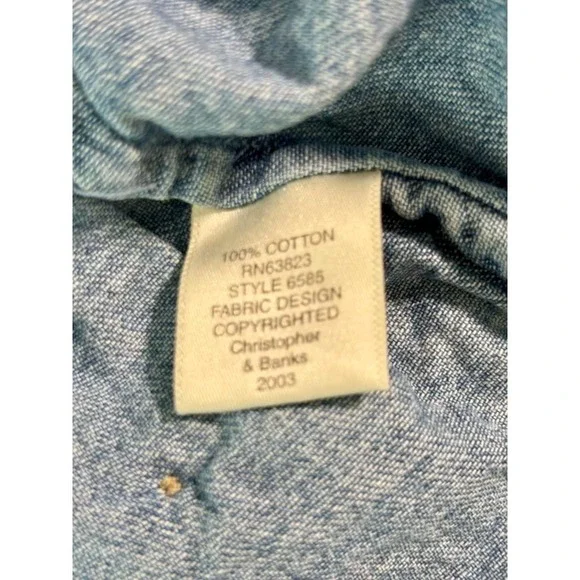 100% COTTON
RN63823
STYLE 6585
FABRIC DESIGN
COPYRIGHTED
Christopher
& Banks
2003